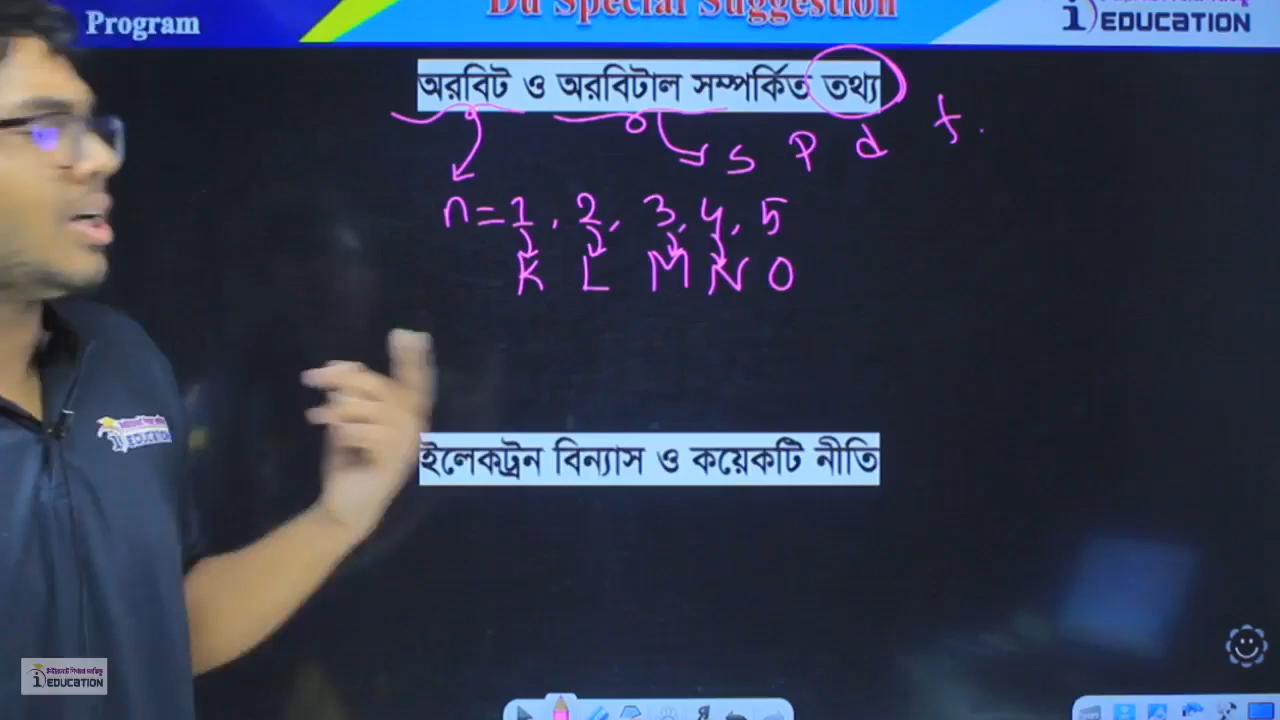 Program
Du Special Suggestion
EDUCATION
অরবিট ও অরবিটাল সম্পর্কিত তথ্য
s p d f
n = 1, 2, 3, 4, 5
K L M N O
ইলেকট্রন বিন্যাস ও কয়েকটি নীতি
EDUCATION
EDUCATION